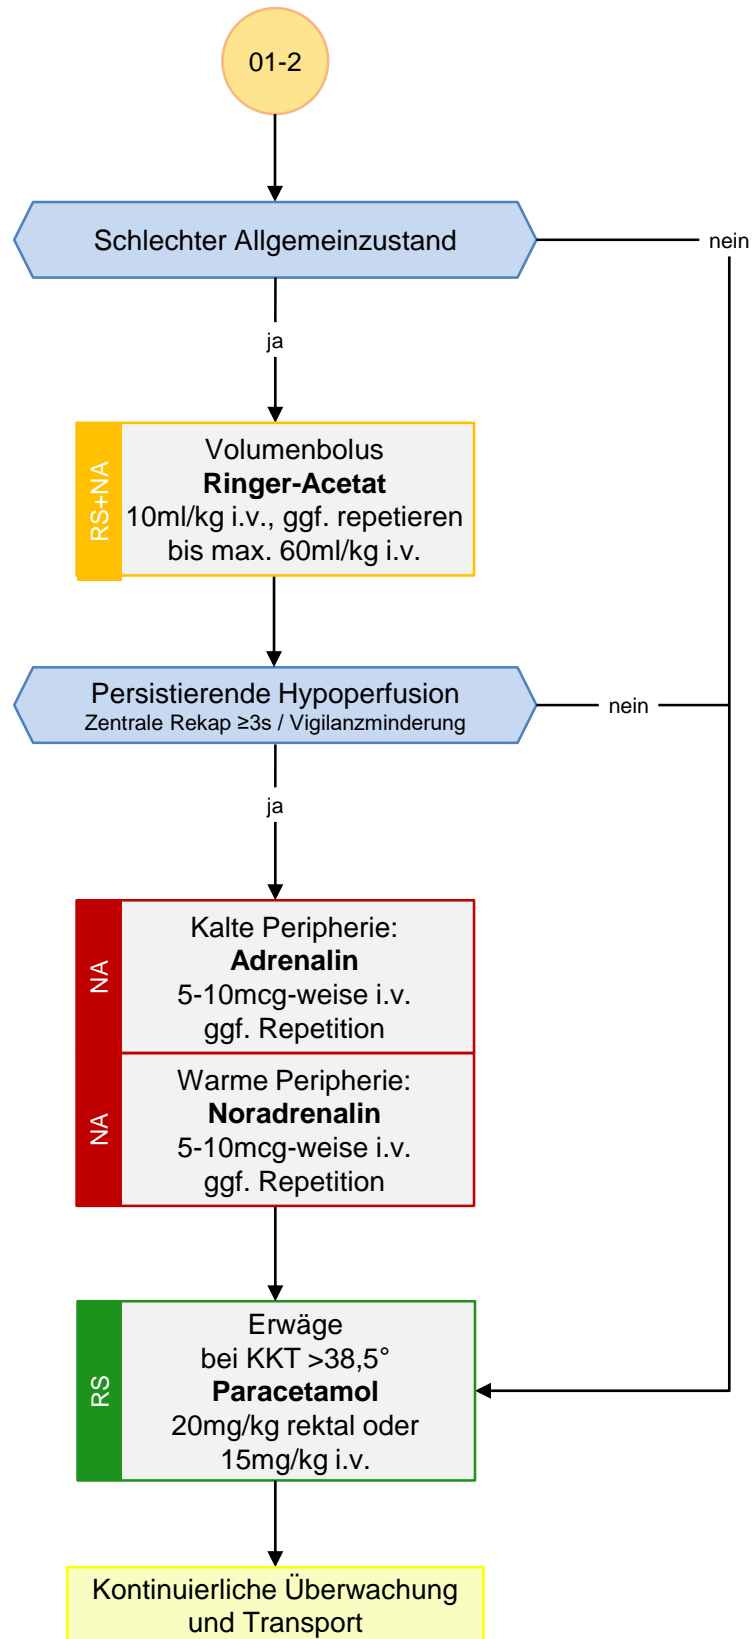 01-2
Schlechter Allgemeinzustand
nein
ja
RS+NA
Volumenbolus
Ringer-Acetat
10ml/kg i.v., ggf. repetieren
bis max. 60ml/kg i.v.
Persistierende Hypoperfusion
Zentrale Rekap ≥3s / Vigilanzminderung
nein
ja
NA
Kalte Peripherie:
Adrenalin
5-10mcg-weise i.v.
ggf. Repetition
NA
Warme Peripherie:
Noradrenalin
5-10mcg-weise i.v.
ggf. Repetition
RS
Erwäge
bei KKT >38,5°
Paracetamol
20mg/kg rektal oder
15mg/kg i.v.
Kontinuierliche Überwachung
und Transport